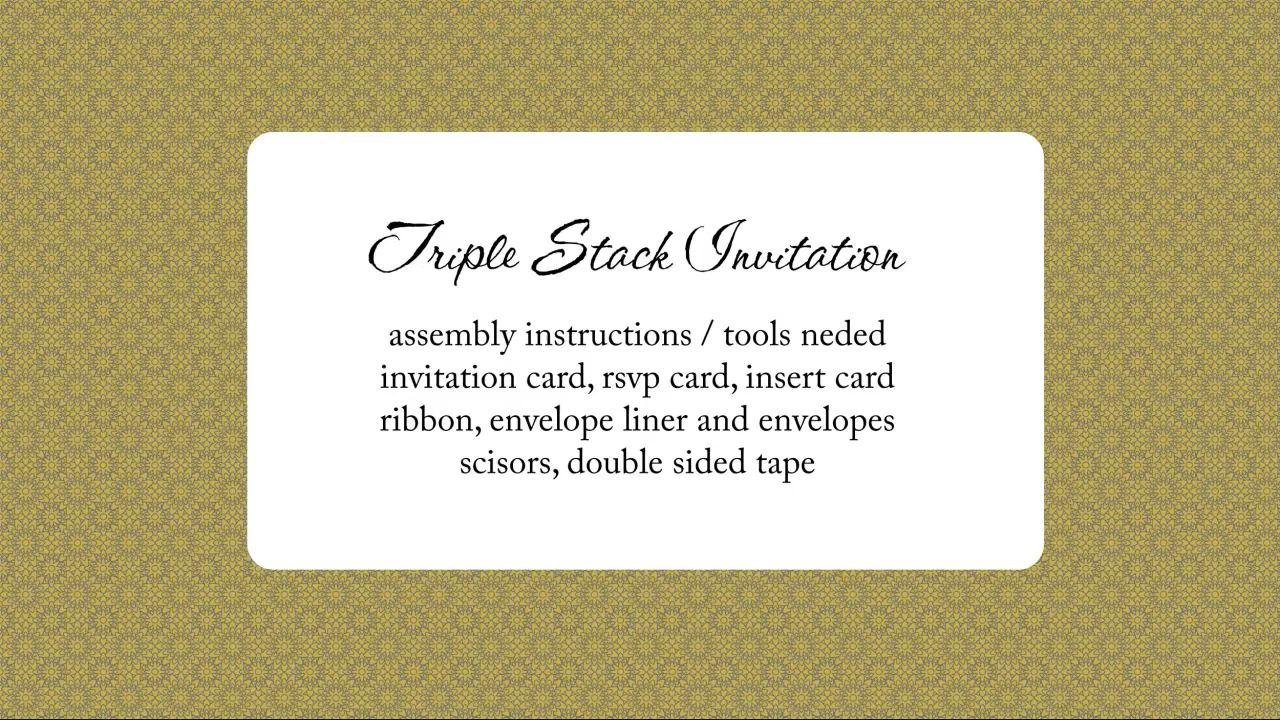 Triple Stack Invitation
assembly instructions / tools neded
invitation card, rsvp card, insert card
ribbon, envelope liner and envelopes
scisors, double sided tape